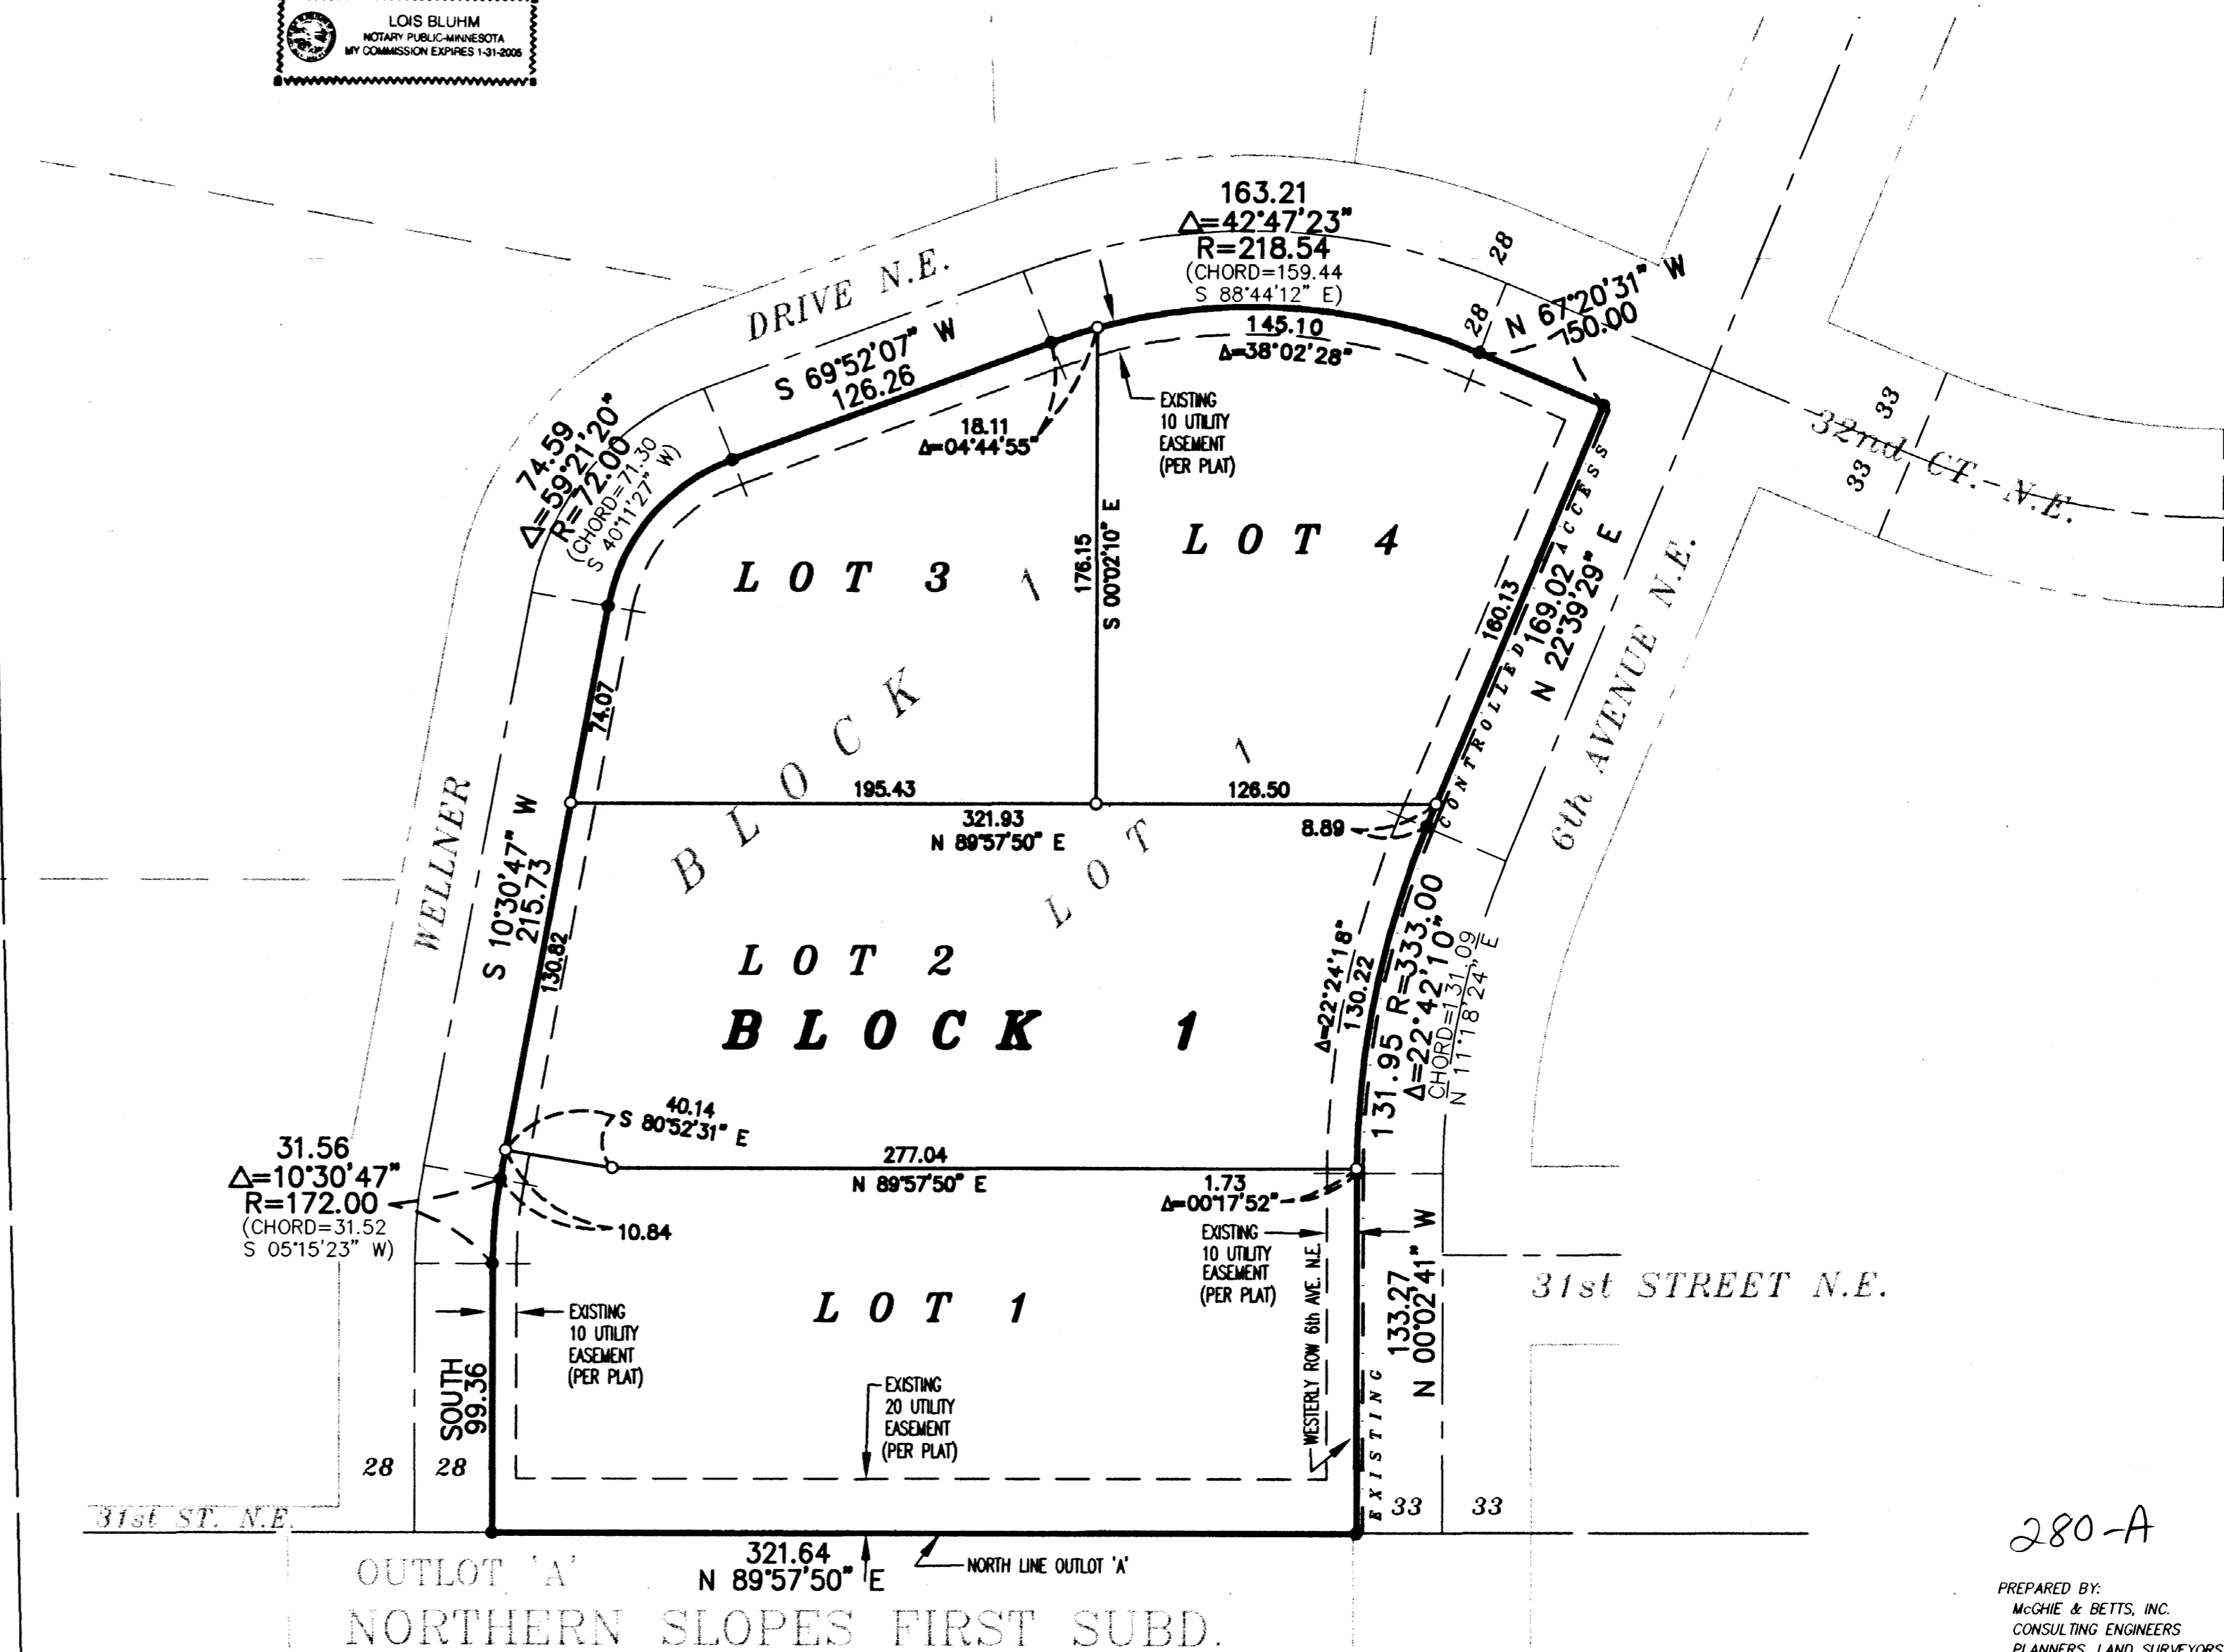 LOIS BLUHM
NOTARY PUBLIC-MINNESOTA
MY COMMISSION EXPIRES 1-31-2005
163.21
Δ=42°47'23"
R=218.54
(CHORD=159.44
S 88°44'12" E)
28
28
N 67°20'31" W
DRIVE N.E.
145.10
Δ=38°02'28"
S 69°52'07" W
126.26
EXISTING
10 UTILITY
EASEMENT
(PER PLAT)
18.11
Δ=04°44'55"
74.59
Δ=59°21'20"
R=72.00
(CHORD=71.30
S 40°11'27" W)
33
33
32nd CT. N.E.
LOT 3
1
176.15
S 00°02'10" E
LOT 4
160.13
169.02
N 22°39'29" E
CONTROLLED ACCESS
6th AVENUE N.E.
74.07
BLOCK
1
LOT
195.43
126.50
321.93
N 89°57'50" E
8.89
WELLNER
S 10°30'47" W
215.73
130.82
LOT 2
BLOCK 1
Δ=22°24'18"
130.22
131.95 R=333.00
Δ=22°42'10"
CHORD=131.09
N 11°18'24" E
40.14
S 80°52'31" E
277.04
N 89°57'50" E
1.73
Δ=00°17'52"
31.56
Δ=10°30'47"
R=172.00
(CHORD=31.52
S 05°15'23" W)
10.84
EXISTING
10 UTILITY
EASEMENT
(PER PLAT)
WESTERLY ROW 6th AVE. N.E.
133.27
N 00°02'41" W
31st STREET N.E.
LOT 1
EXISTING
10 UTILITY
EASEMENT
(PER PLAT)
SOUTH
99.36
EXISTING
20 UTILITY
EASEMENT
(PER PLAT)
EXISTING
28
28
33
33
31st ST. N.E.
321.64
N 89°57'50" E
NORTH LINE OUTLOT 'A'
OUTLOT 'A'
NORTHERN SLOPES FIRST SUBD.
280-A
PREPARED BY:
McGHIE & BETTS, INC.
CONSULTING ENGINEERS
PLANNERS, LAND SURVEYORS